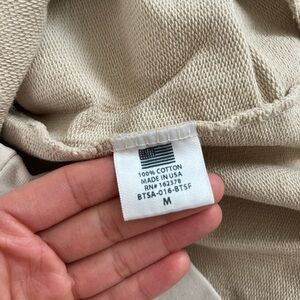 100% COTTON
MADE IN USA
RN# 162378
BTSA-016-BTSF
M